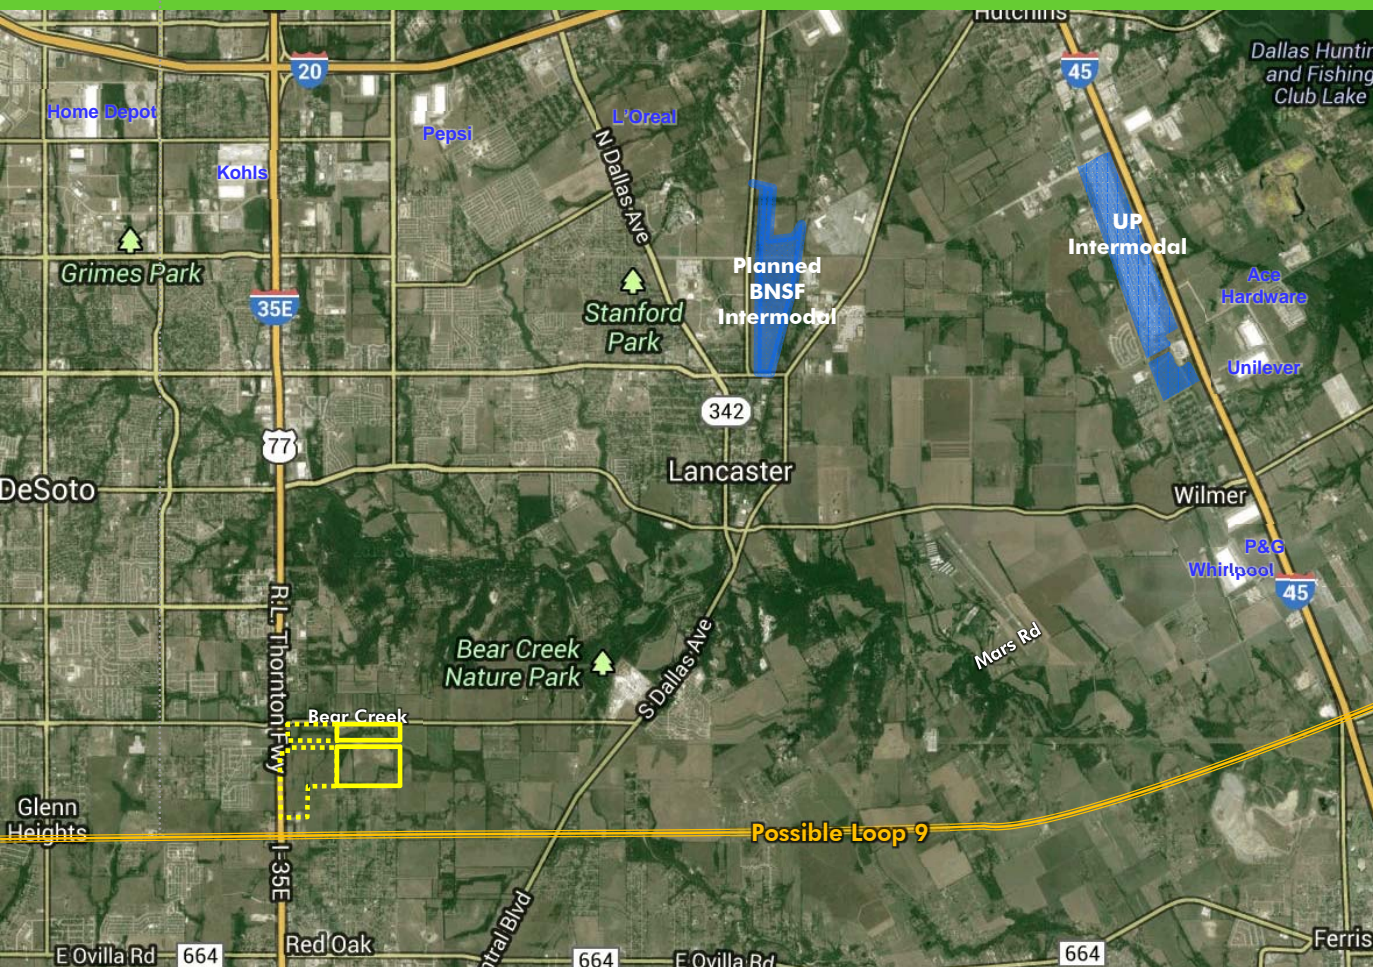 Hutchins
20
45
Dallas Huntin
and Fishing
Club Lake
Home Depot
Pepsi
L'Oreal
N Dallas Ave
Kohls
UP
Intermodal
Grimes Park
Planned
BNSF
Intermodal
Ace
Hardware
35E
Stanford
Park
Unilever
342
77
Lancaster
DeSoto
Wilmer
P&G
Whirlpool
45
R.L. Thornton Fwy
Mars Rd
Bear Creek
Nature Park
S Dallas Ave
Bear Creek
Glenn
Heights
Possible Loop 9
I-35E
ntral Blvd
Red Oak
Ferris
E Ovilla Rd
664
664
E Ovilla Rd
664